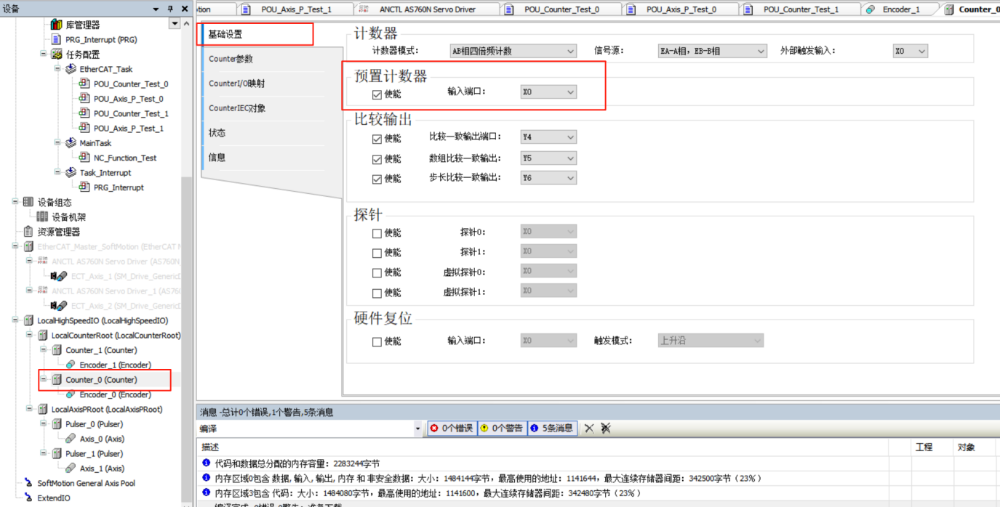 设备
库管理器
PRG_Interrupt (PRG)
任务配置
EtherCAT_Task
POU_Counter_Test_0
POU_Axis_P_Test_0
POU_Counter_Test_1
POU_Axis_P_Test_1
MainTask
NC_Function_Test
Task_Interrupt
PRG_Interrupt
设备组态
设备机架
资源管理器
EtherCAT_Master_SoftMotion (EtherCAT
ANCTL AS760N Servo Driver (AS760N
ECT_Axis_1 (SM_Drive_Generic
ANCTL AS760N Servo Driver_1 (AS76
ECT_Axis_2 (SM_Drive_Generic
LocalHighSpeedIO (LocalHighSpeedIO)
LocalCounterRoot (LocalCounterRoot)
Counter_1 (Counter)
Encoder_1 (Encoder)
Counter_0 (Counter)
Encoder_0 (Encoder)
LocalAxisPRoot (LocalAxisPRoot)
Pulser_0 (Pulser)
Axis_0 (Axis)
Pulser_1 (Pulser)
Axis_1 (Axis)
SoftMotion General Axis Pool
ExtendIO
tion POU_Axis_P_Test_1 ANCTL AS760N Servo Driver POU_Counter_Test_0 POU_Axis_P_Test_0 POU_Counter_Test_1 Encoder_1 Counter_0
基础设置
Counter参数
CounterI/O映射
CounterIEC对象
状态
信息
计数器
计数器模式: AB相四倍频计数 信号源: EA-A相，EB-B相 外部触发输入: X0
预置计数器
使能 输入端口: X0
比较输出
使能 比较一致输出端口: Y4
使能 数组比较一致输出: Y5
使能 步长比较一致输出: Y6
探针
使能 探针0: X0
使能 探针1: X0
使能 虚拟探针0: X0
使能 虚拟探针1: X0
硬件复位
使能 输入端口: X0 触发模式: 上升沿
消息 -总计0个错误,1个警告,5条消息
编译 0个错误 0个警告 5条消息
描述 工程 对象
代码和数据总分配的内存容量: 2283244字节
内存区域0包含 数据, 输入, 输出, 内存 和 非安全数据: 大小: 1484144字节，最高使用的地址: 1141644，最大连续存储器间距: 342500字节（23%）
内存区域3包含 代码: 大小: 1484080字节，最高使用的地址: 1141600，最大连续存储器间距: 342480字节（23%）